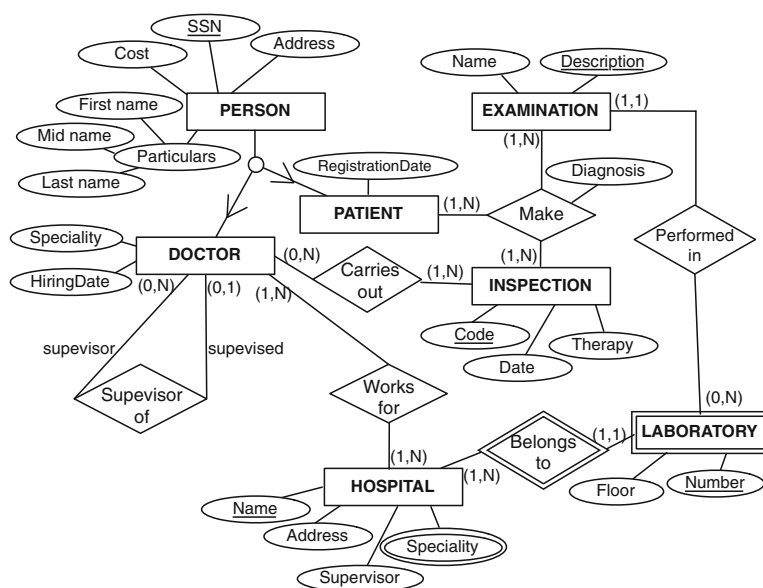 SSN
Cost
Address
First name
PERSON
Mid name
Particulars
Last name
Name
Description
EXAMINATION
(1,1)
(1,N)
RegistrationDate
Diagnosis
PATIENT
(1,N)
Make
Speciality
DOCTOR
(0,N)
Carries
out
(1,N)
(1,N)
INSPECTION
Performed
in
HiringDate
(0,N)
(0,1)
(1,N)
Code
Date
Therapy
supevisor
supevised
Supevisor
of
Works
for
(0,N)
(1,N)
HOSPITAL
(1,N)
Belongs
to
(1,1)
LABORATORY
Floor
Number
Name
Address
Supervisor
Speciality